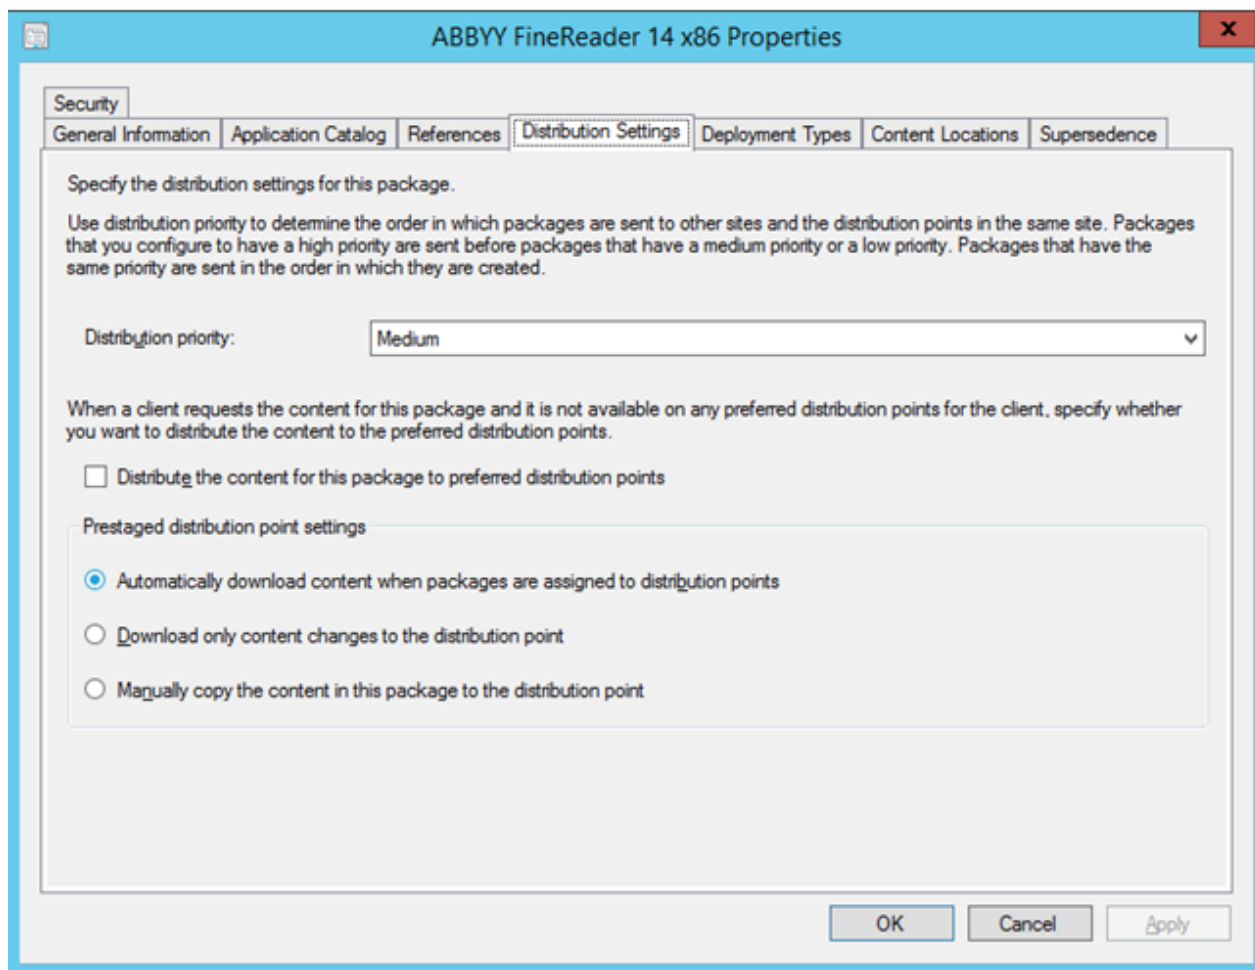 ABBYY FineReader 14 x86 Properties
x
Security
General Information
Application Catalog
References
Distribution Settings
Deployment Types
Content Locations
Supersedence
Specify the distribution settings for this package.
Use distribution priority to determine the order in which packages are sent to other sites and the distribution points in the same site. Packages
that you configure to have a high priority are sent before packages that have a medium priority or a low priority. Packages that have the
same priority are sent in the order in which they are created.
Distribution priority:
Medium
When a client requests the content for this package and it is not available on any preferred distribution points for the client, specify whether
you want to distribute the content to the preferred distribution points.
Distribute the content for this package to preferred distribution points
Prestaged distribution point settings
Automatically download content when packages are assigned to distribution points
Download only content changes to the distribution point
Manually copy the content in this package to the distribution point
OK
Cancel
Apply